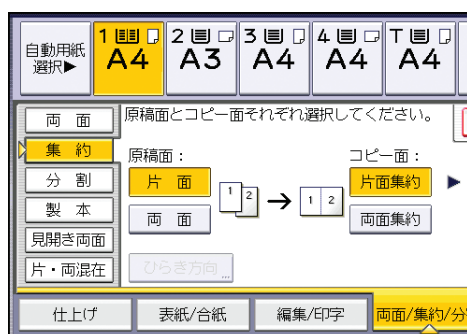 自動用紙
選択▶
1
A4
2
A3
3
A4
4
A4
T
A4
両 面
原稿面とコピー面それぞれ選択してください。
集 約
原稿面：
コピー面：
分 割
片 面
片面集約
1 2
1 2
製 本
両 面
両面集約
見開き両面
片・両混在
ひらき方向...
仕上げ
表紙/合紙
編集/印字
両面/集約/分